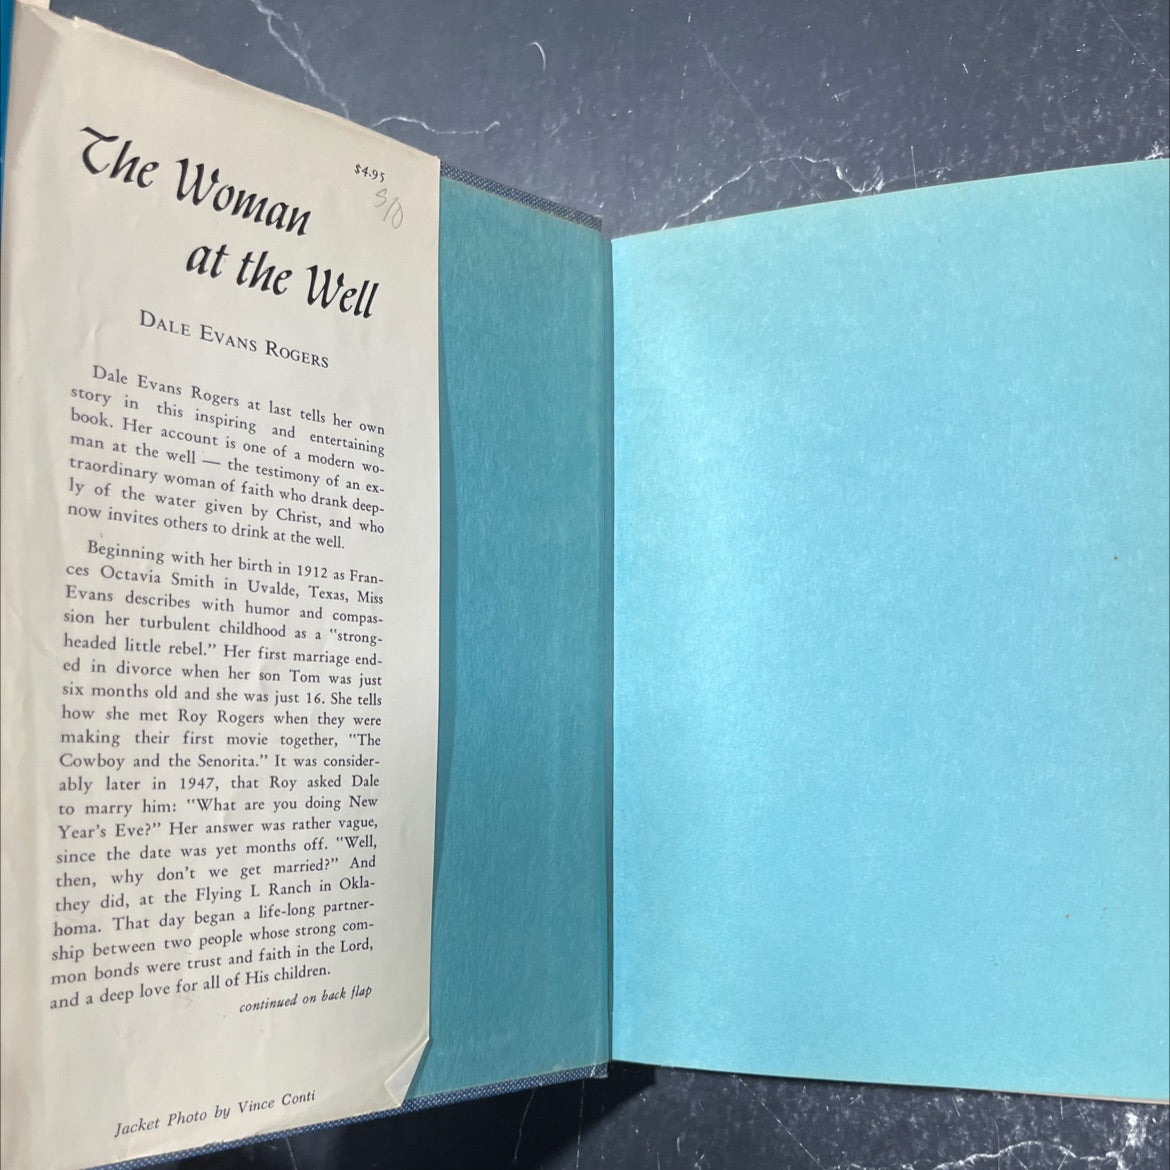 The Woman
at the Well
$4.95
5/0
DALE EVANS ROGERS
Dale Evans Rogers at last tells her own
story in this inspiring and entertaining
book. Her account is one of a modern wo-
man at the well — the testimony of an ex-
traordinary woman of faith who drank deep-
ly of the water given by Christ, and who
now invites others to drink at the well.
Beginning with her birth in 1912 as Fran-
ces Octavia Smith in Uvalde, Texas, Miss
Evans describes with humor and compas-
sion her turbulent childhood as a "strong-
headed little rebel." Her first marriage end-
ed in divorce when her son Tom was just
six months old and she was just 16. She tells
how she met Roy Rogers when they were
making their first movie together, "The
Cowboy and the Senorita." It was consider-
ably later in 1947, that Roy asked Dale
to marry him: "What are you doing New
Year's Eve?" Her answer was rather vague,
since the date was yet months off. "Well,
then, why don't we get married?" And
they did, at the Flying L Ranch in Okla-
homa. That day began a life-long partner-
ship between two people whose strong com-
mon bonds were trust and faith in the Lord,
and a deep love for all of His children.
continued on back flap
Jacket Photo by Vince Conti